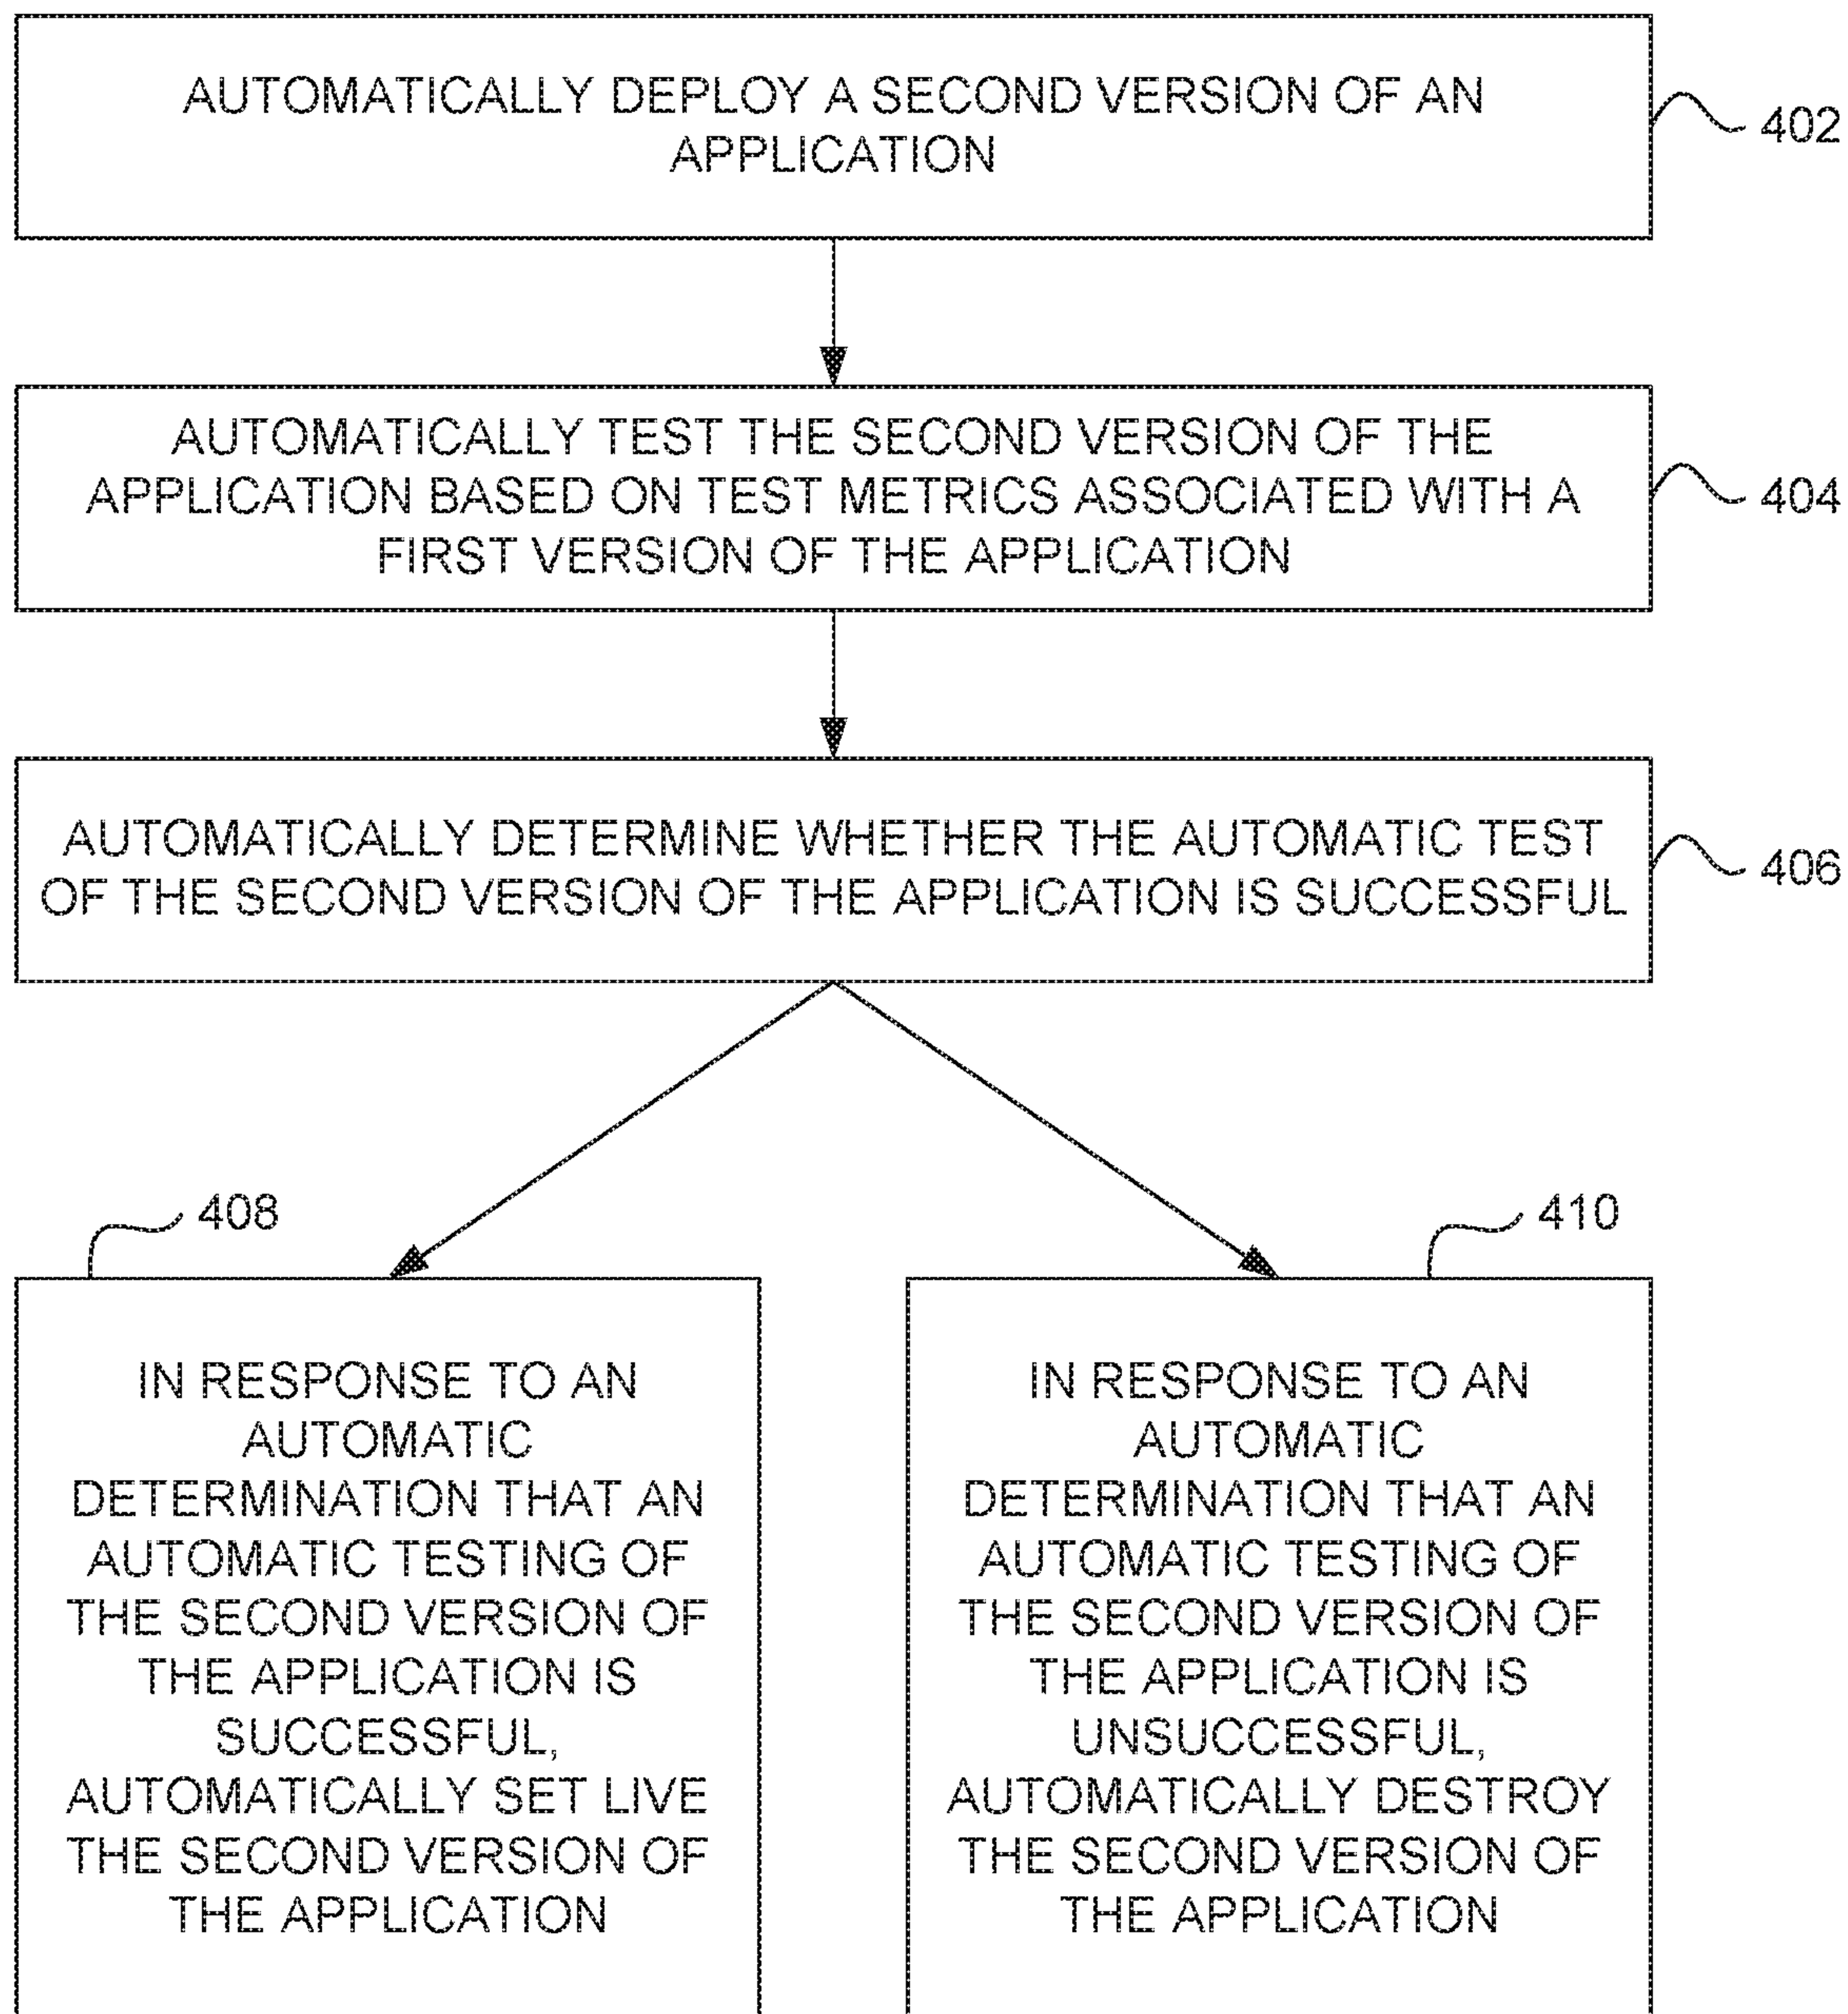 AUTOMATICALLY DEPLOY A SECOND VERSION OF AN
APPLICATION
402
AUTOMATICALLY TEST THE SECOND VERSION OF THE
APPLICATION BASED ON TEST METRICS ASSOCIATED WITH A
FIRST VERSION OF THE APPLICATION
404
AUTOMATICALLY DETERMINE WHETHER THE AUTOMATIC TEST
OF THE SECOND VERSION OF THE APPLICATION IS SUCCESSFUL
406
408
IN RESPONSE TO AN
AUTOMATIC
DETERMINATION THAT AN
AUTOMATIC TESTING OF
THE SECOND VERSION OF
THE APPLICATION IS
SUCCESSFUL,
AUTOMATICALLY SET LIVE
THE SECOND VERSION OF
THE APPLICATION
410
IN RESPONSE TO AN
AUTOMATIC
DETERMINATION THAT AN
AUTOMATIC TESTING OF
THE SECOND VERSION OF
THE APPLICATION IS
UNSUCCESSFUL,
AUTOMATICALLY DESTROY
THE SECOND VERSION OF
THE APPLICATION